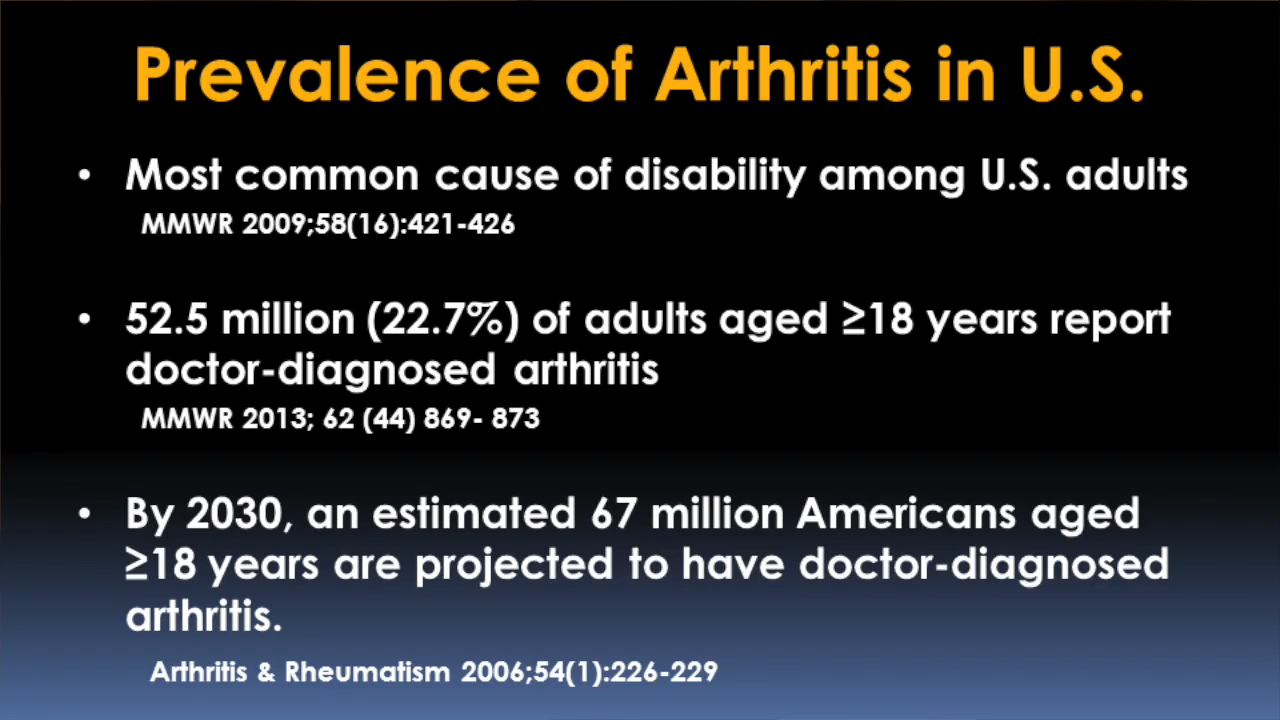 Prevalence of Arthritis in U.S.
• Most common cause of disability among U.S. adults
MMWR 2009;58(16):421-426
• 52.5 million (22.7%) of adults aged ≥18 years report
doctor-diagnosed arthritis
MMWR 2013; 62 (44) 869- 873
• By 2030, an estimated 67 million Americans aged
≥18 years are projected to have doctor-diagnosed
arthritis.
Arthritis & Rheumatism 2006;54(1):226-229